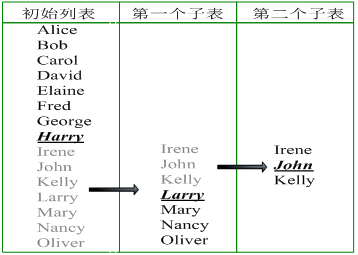 初始列表 第一个子表 第二个子表
Alice
Bob
Carol
David
Elaine
Fred
George
Harry
Irene
John
Kelly
Larry
Mary
Nancy
Oliver
Irene
John
Kelly
Larry
Mary
Nancy
Oliver
Irene
John
Kelly